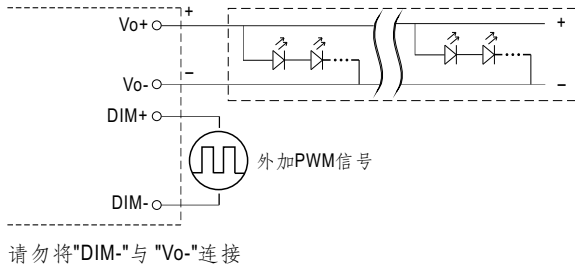 Vo+
+
+
Vo-
–
–
DIM+
外加PWM信号
DIM-
请勿将"DIM-"与 "Vo-"连接